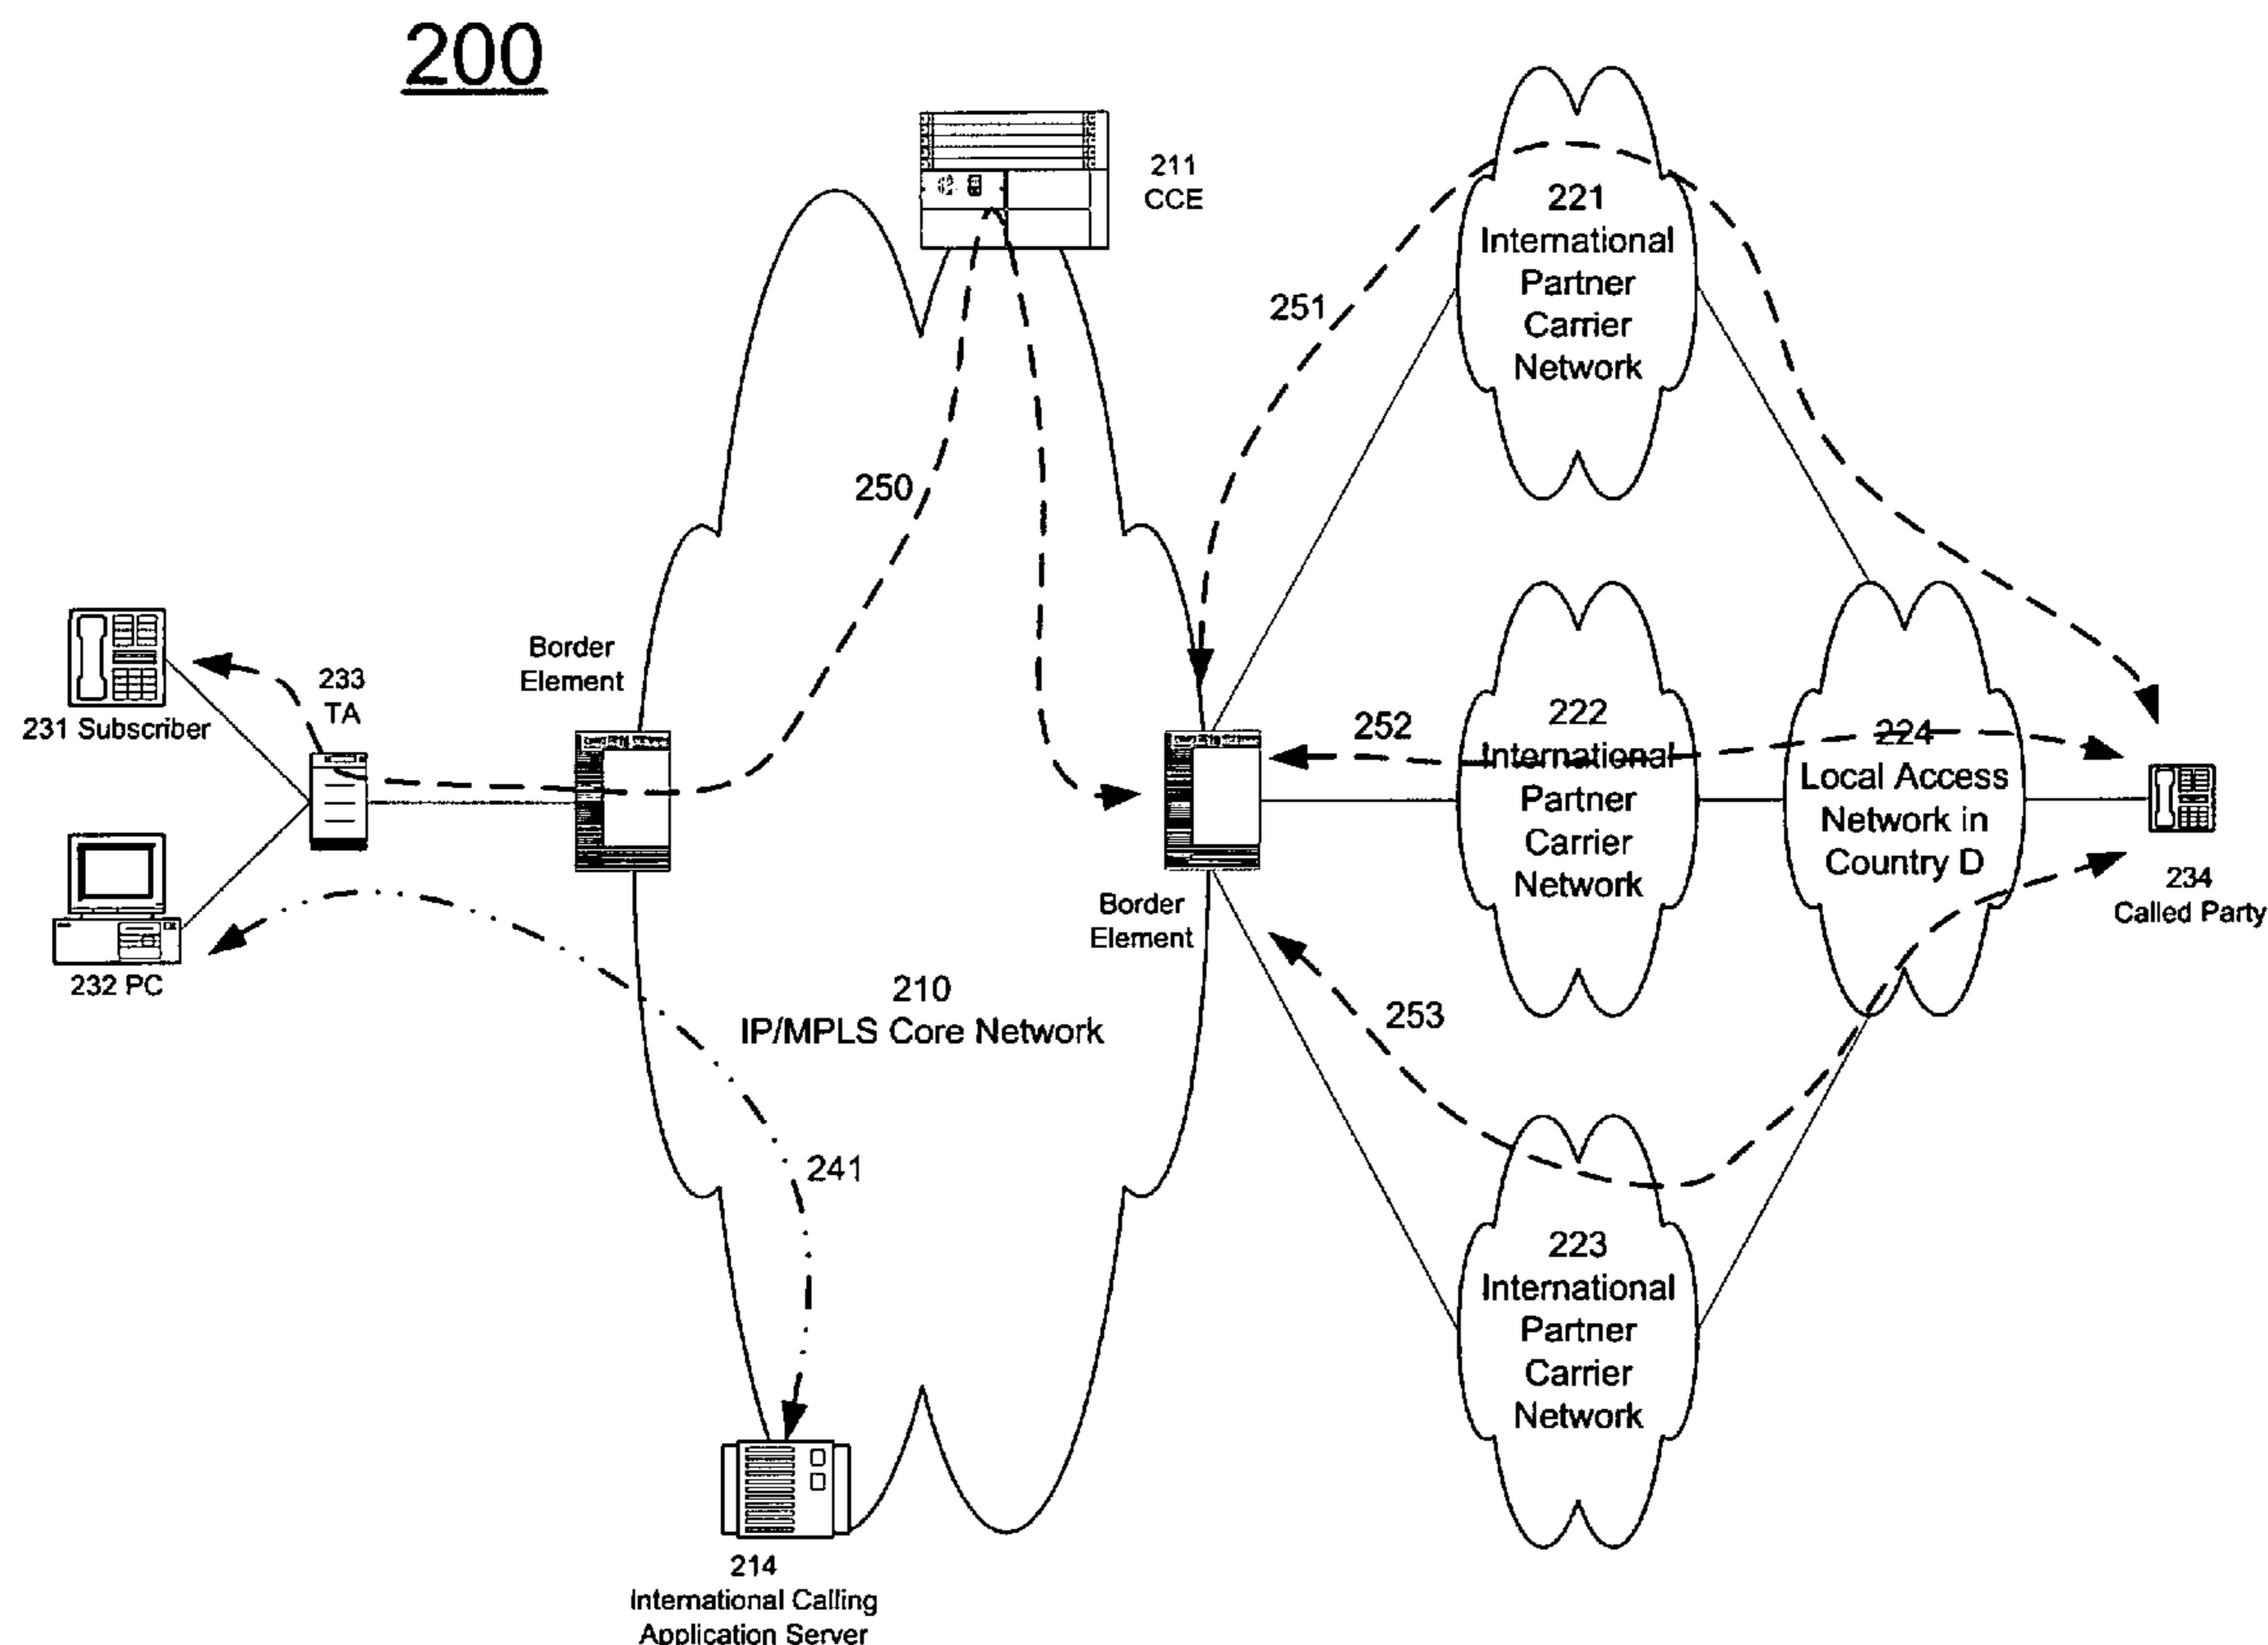 200
211
CCE
221
International
Partner
Carrier
Network
251
250
Border
Element
233
TA
231 Subscriber
252
222
International
Partner
Carrier
Network
224
Local Access
Network in
Country D
234
Called Party
Border
Element
232 PC
210
IP/MPLS Core Network
253
241
223
International
Partner
Carrier
Network
214
International Calling
Application Server